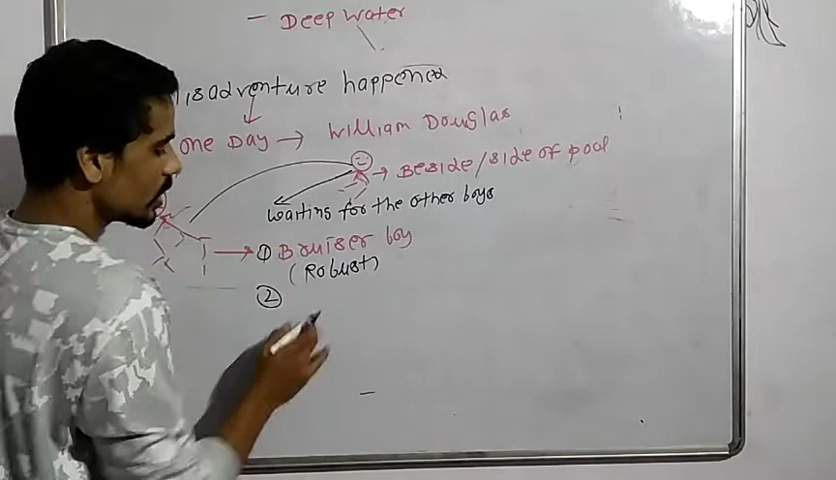 - Deep Water
isadventure happened
one Day → William Douglas
→ Beside/side of pool
waiting for the other boys
→ ① Bruiser boy
(Robust)
②